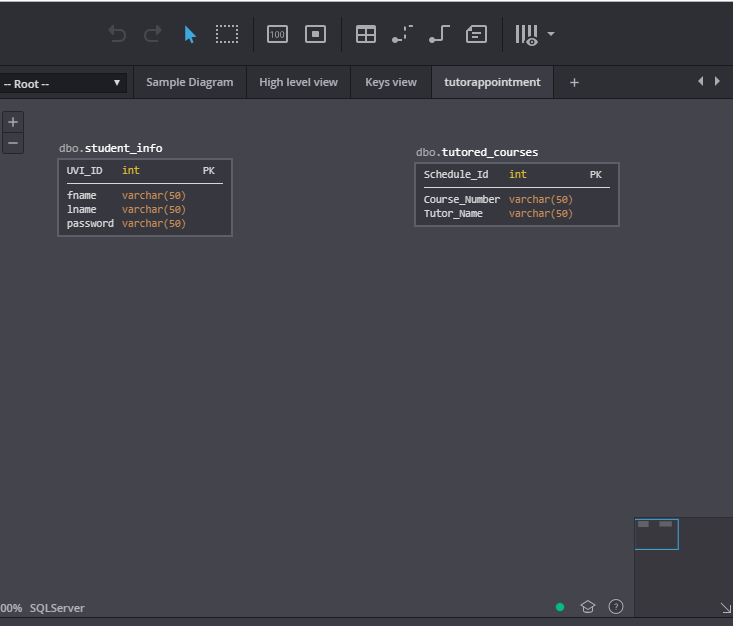 100
-- Root --
Sample Diagram
High level view
Keys view
tutorappointment
+
+
−
dbo.student_info
UVI_ID int PK
fname varchar(50)
lname varchar(50)
password varchar(50)
dbo.tutored_courses
Schedule_Id int PK
Course_Number varchar(50)
Tutor_Name varchar(50)
00% SQLServer
?